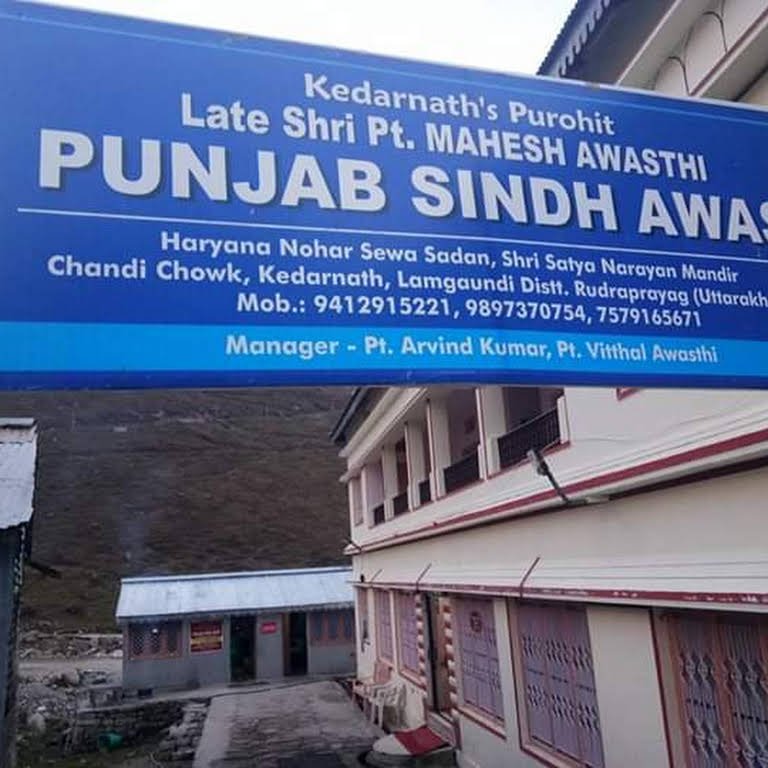 Kedarnath's Purohit
Late Shri Pt. MAHESH AWASTHI
PUNJAB SINDH AWAS
Haryana Nohar Sewa Sadan, Shri Satya Narayan Mandir
Chandi Chowk, Kedarnath, Lamgaundi Distt. Rudraprayag (Uttarakh
Mob.: 9412915221, 9897370754, 7579165671
Manager - Pt. Arvind Kumar, Pt. Vitthal Awasthi